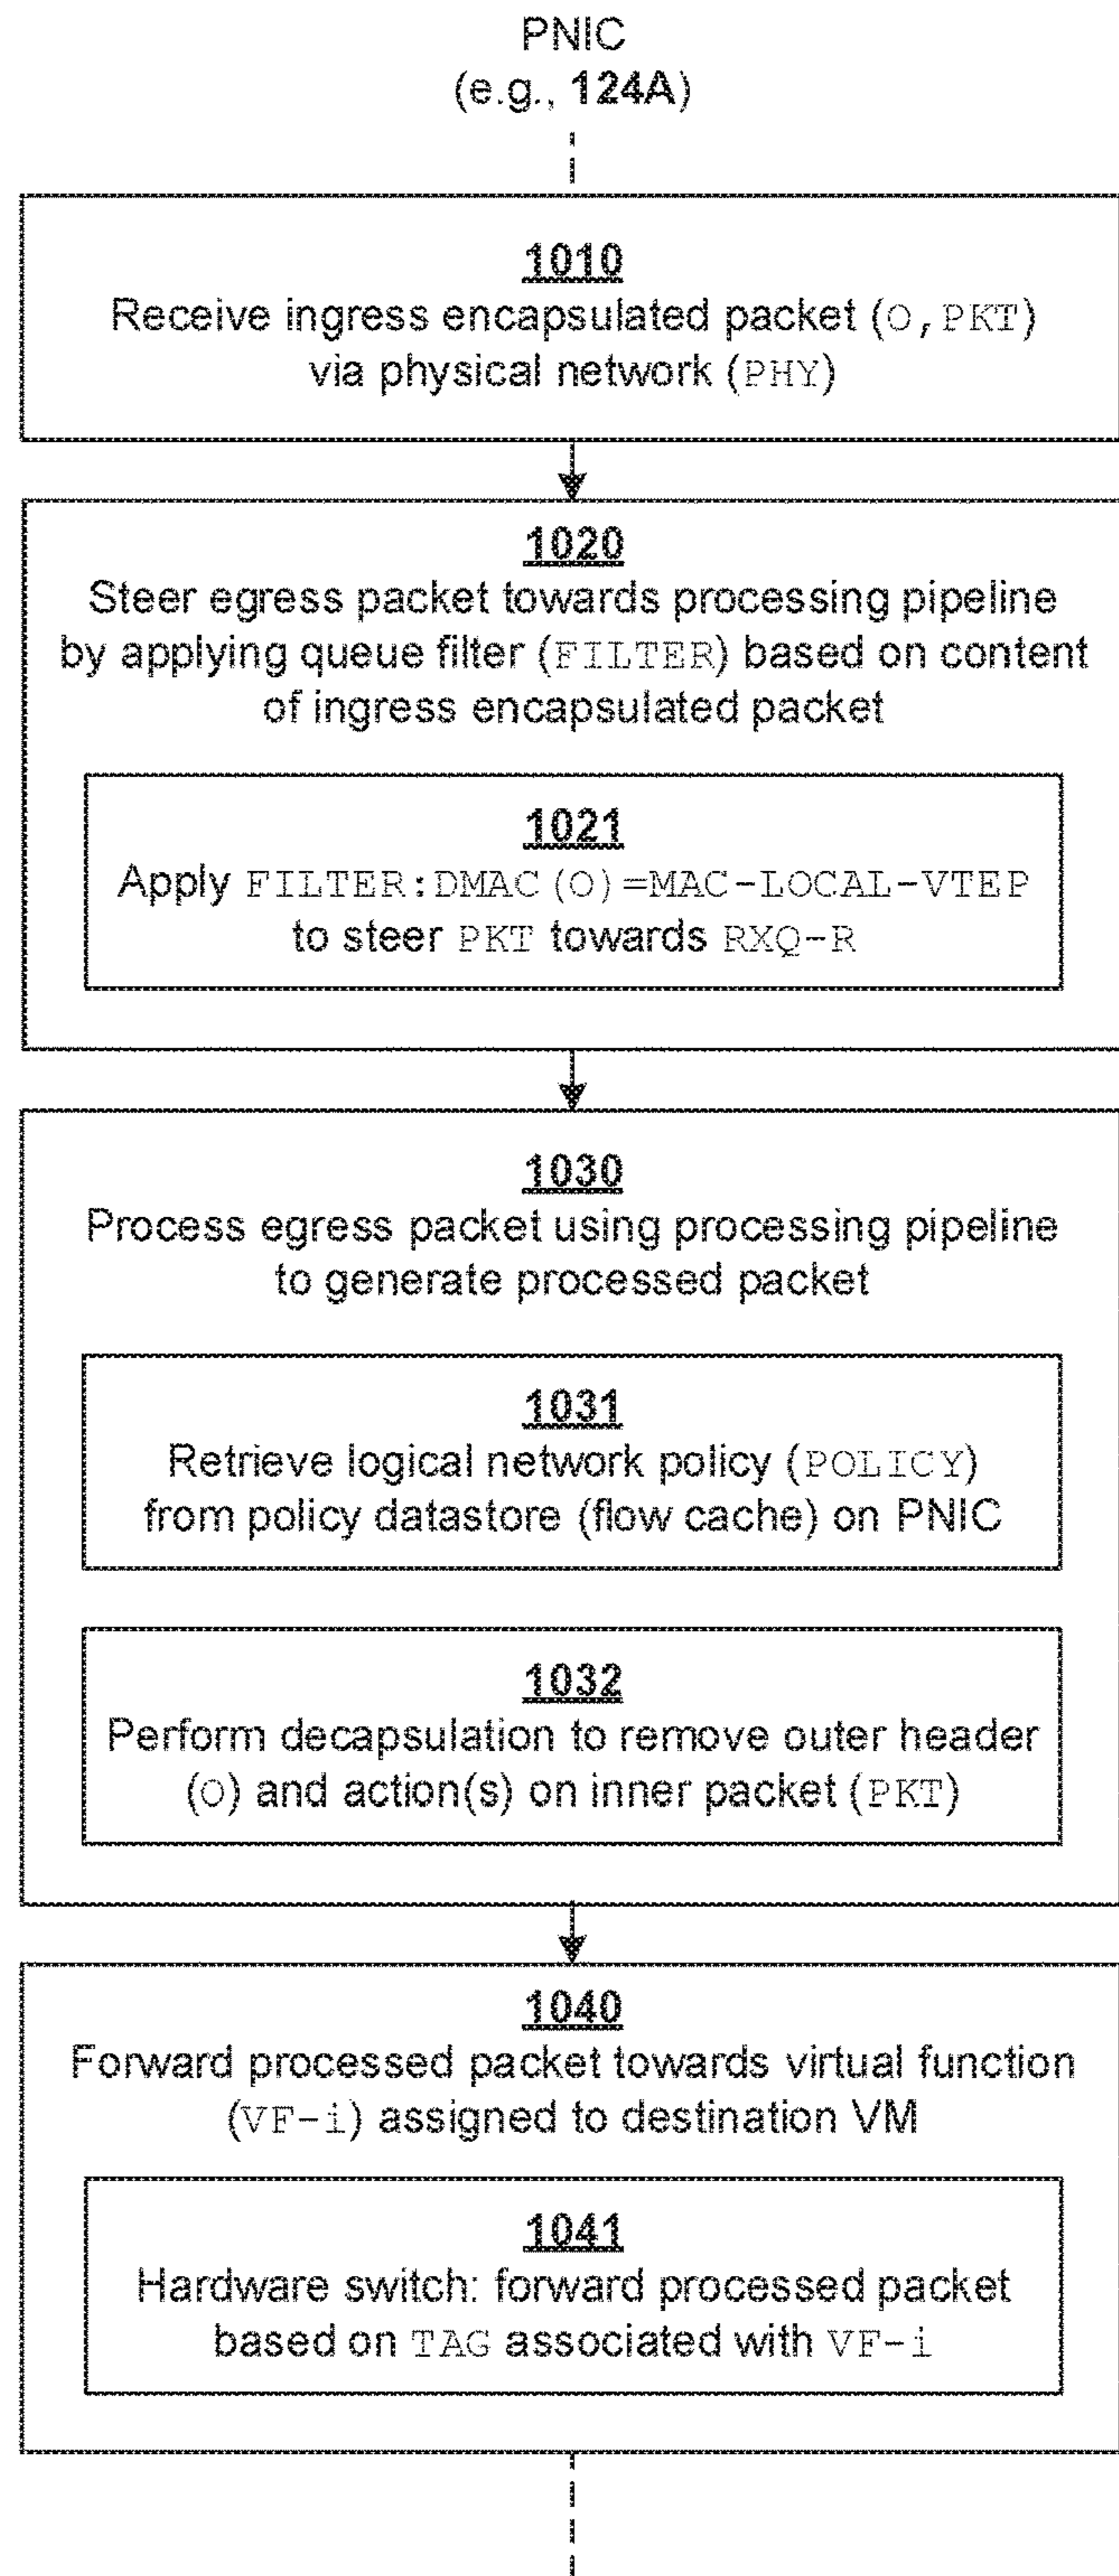 PNIC
(e.g., 124A)
1010
Receive ingress encapsulated packet (O,PKT)
via physical network (PHY)
1020
Steer egress packet towards processing pipeline
by applying queue filter (FILTER) based on content
of ingress encapsulated packet
1021
Apply FILTER:DMAC(O)=MAC-LOCAL-VTEP
to steer PKT towards RXQ-R
1030
Process egress packet using processing pipeline
to generate processed packet
1031
Retrieve logical network policy (POLICY)
from policy datastore (flow cache) on PNIC
1032
Perform decapsulation to remove outer header
(O) and action(s) on inner packet (PKT)
1040
Forward processed packet towards virtual function
(VF-i) assigned to destination VM
1041
Hardware switch: forward processed packet
based on TAG associated with VF-i